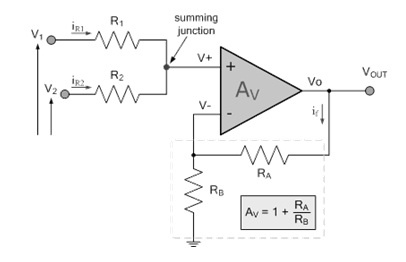 summing
junction
V1
iR1
R1
V2
iR2
R2
V+
V-
+
-
AV
Vo
VOUT
if
RA
RB
AV = 1 + RA
RB